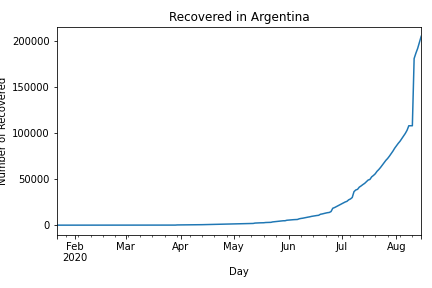 Recovered in Argentina
200000
150000
100000
50000
0
Number of Recovered
Feb Mar Apr May Jun Jul Aug
2020
Day